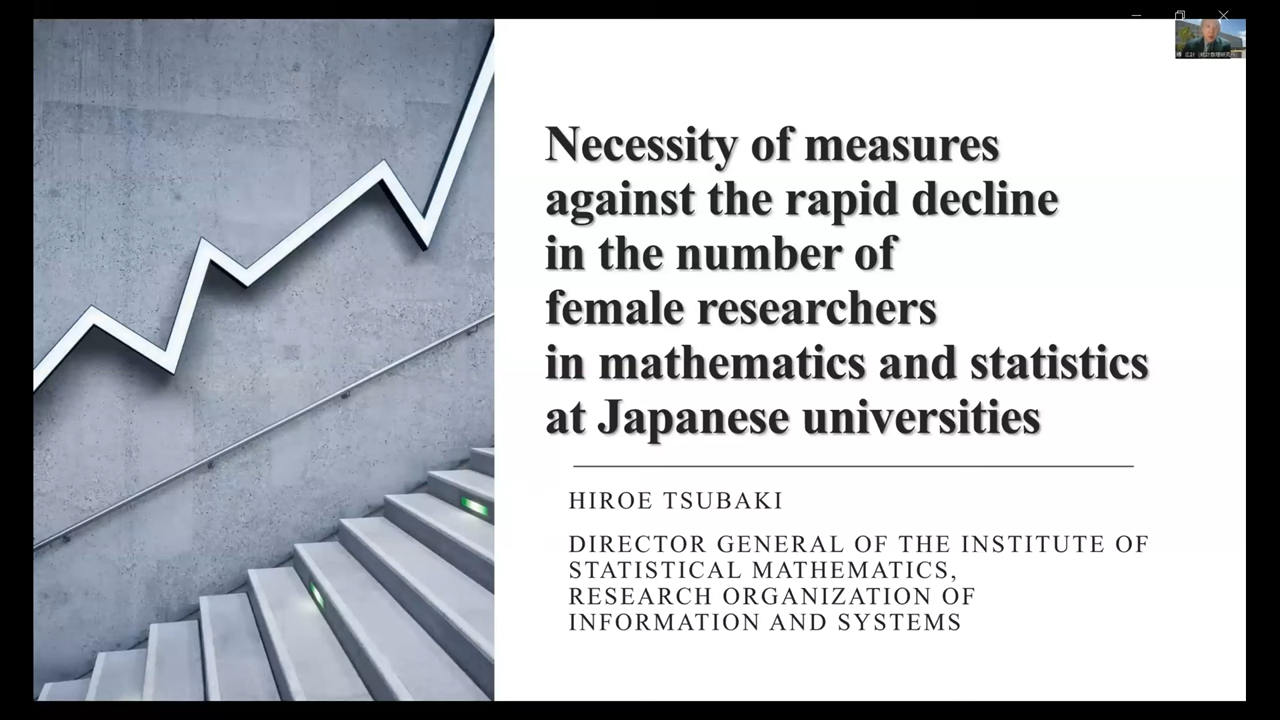 Necessity of measures
against the rapid decline
in the number of
female researchers
in mathematics and statistics
at Japanese universities
HIROE TSUBAKI
DIRECTOR GENERAL OF THE INSTITUTE OF
STATISTICAL MATHEMATICS,
RESEARCH ORGANIZATION OF
INFORMATION AND SYSTEMS